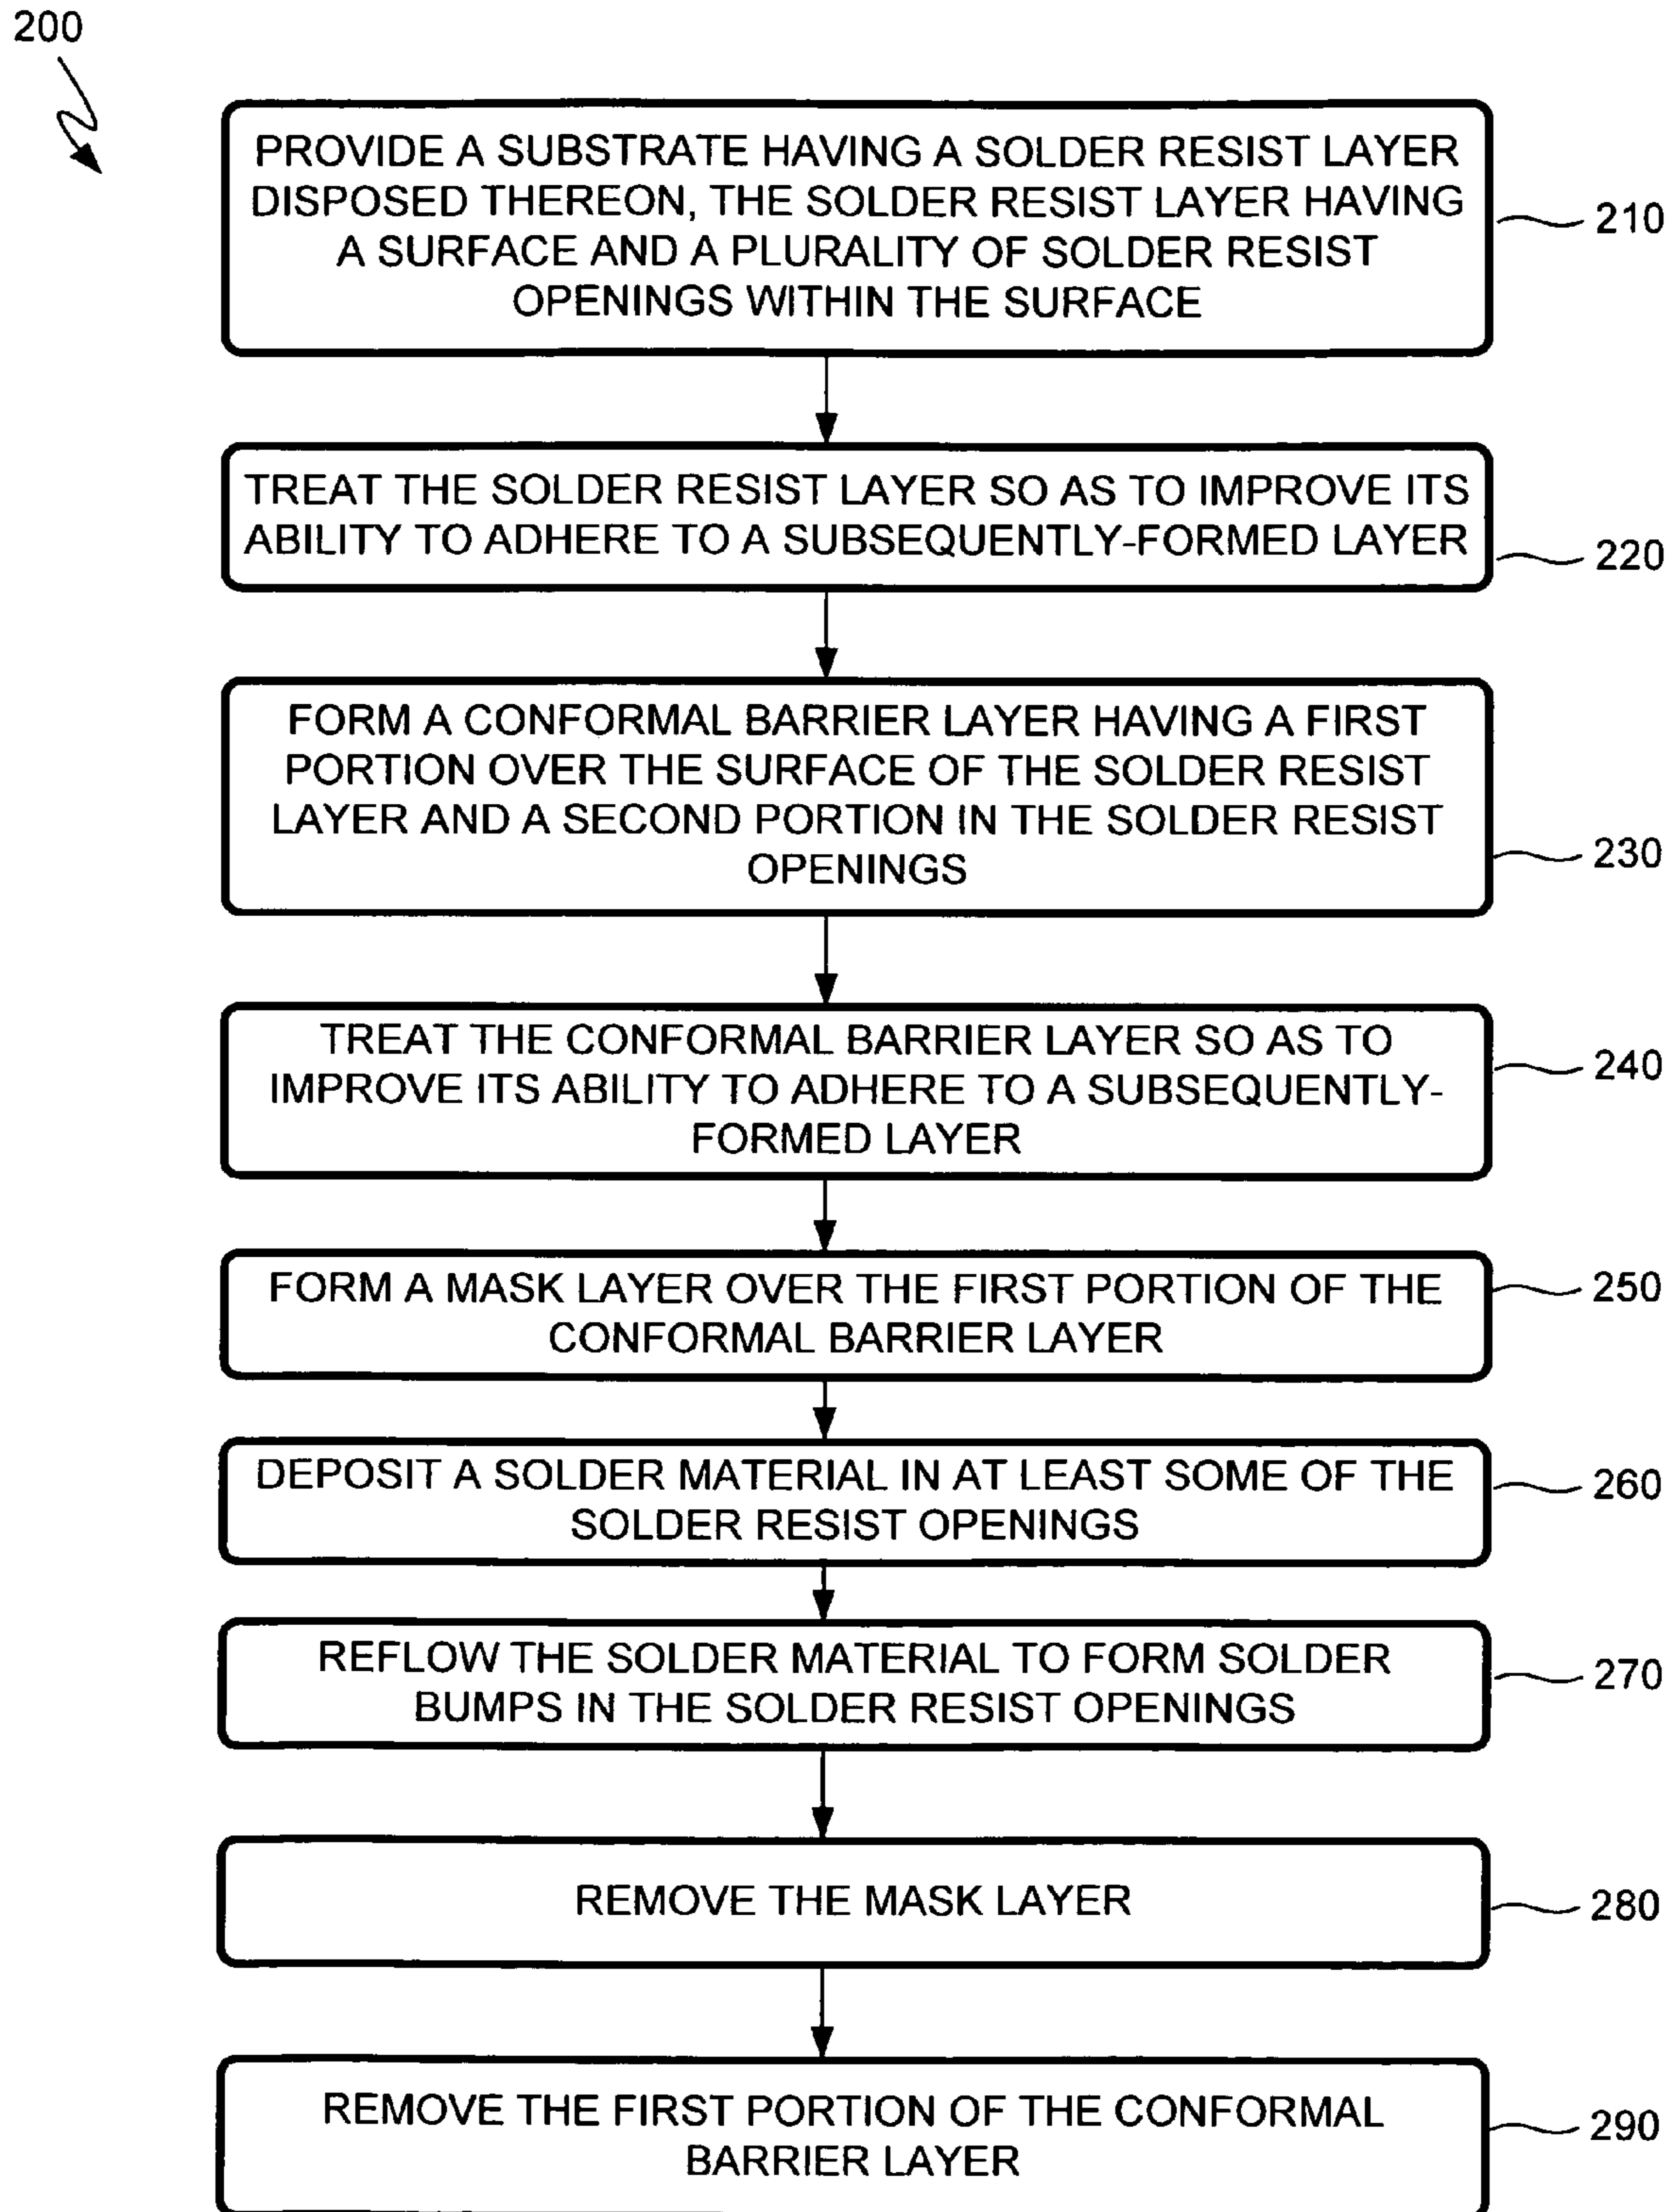 200
PROVIDE A SUBSTRATE HAVING A SOLDER RESIST LAYER
DISPOSED THEREON, THE SOLDER RESIST LAYER HAVING
A SURFACE AND A PLURALITY OF SOLDER RESIST
OPENINGS WITHIN THE SURFACE
210
TREAT THE SOLDER RESIST LAYER SO AS TO IMPROVE ITS
ABILITY TO ADHERE TO A SUBSEQUENTLY-FORMED LAYER
220
FORM A CONFORMAL BARRIER LAYER HAVING A FIRST
PORTION OVER THE SURFACE OF THE SOLDER RESIST
LAYER AND A SECOND PORTION IN THE SOLDER RESIST
OPENINGS
230
TREAT THE CONFORMAL BARRIER LAYER SO AS TO
IMPROVE ITS ABILITY TO ADHERE TO A SUBSEQUENTLY-
FORMED LAYER
240
FORM A MASK LAYER OVER THE FIRST PORTION OF THE
CONFORMAL BARRIER LAYER
250
DEPOSIT A SOLDER MATERIAL IN AT LEAST SOME OF THE
SOLDER RESIST OPENINGS
260
REFLOW THE SOLDER MATERIAL TO FORM SOLDER
BUMPS IN THE SOLDER RESIST OPENINGS
270
REMOVE THE MASK LAYER
280
REMOVE THE FIRST PORTION OF THE CONFORMAL
BARRIER LAYER
290